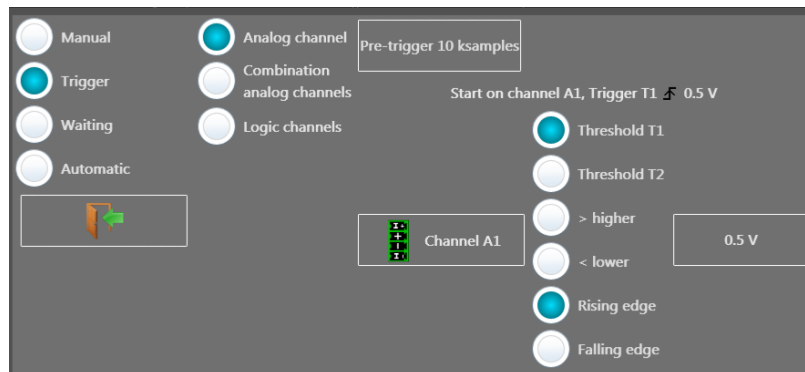 Manual
Trigger
Waiting
Automatic
Analog channel
Combination
analog channels
Logic channels
Pre-trigger 10 ksamples
Start on channel A1, Trigger T1 0.5 V
Threshold T1
Threshold T2
> higher
< lower
Rising edge
Falling edge
Channel A1
0.5 V